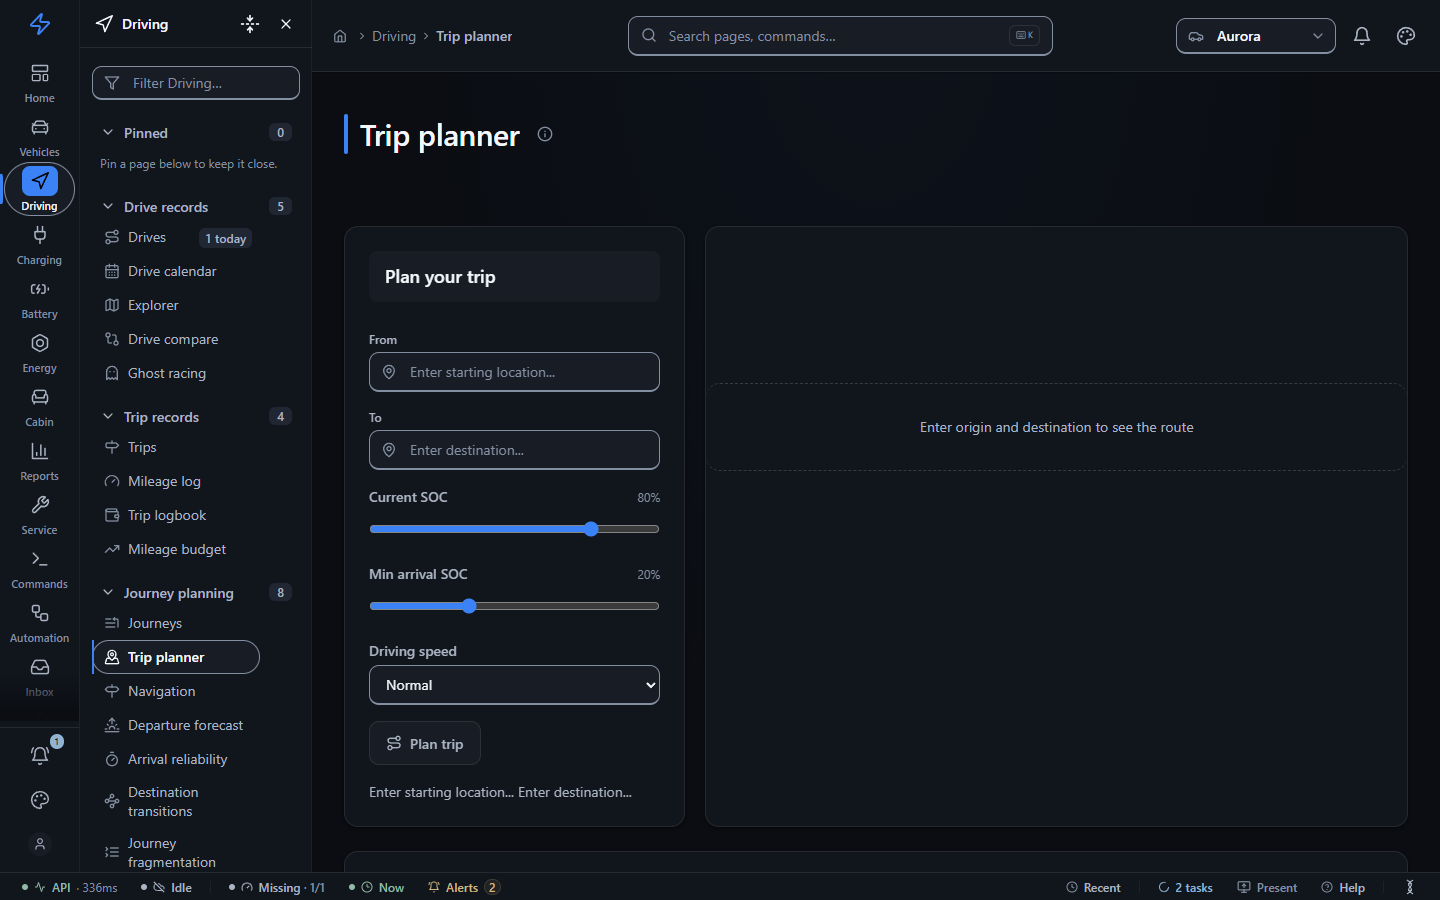 Driving
Driving
Trip planner
Search pages, commands...
K
Aurora
Home
Vehicles
Driving
Charging
Battery
Energy
Cabin
Reports
Service
Commands
Automation
Inbox
1
Filter Driving...
Pinned
0
Pin a page below to keep it close.
Drive records
5
Drives
1 today
Drive calendar
Explorer
Drive compare
Ghost racing
Trip records
4
Trips
Mileage log
Trip logbook
Mileage budget
Journey planning
8
Journeys
Trip planner
Navigation
Departure forecast
Arrival reliability
Destination
transitions
Journey
fragmentation
Trip planner
Plan your trip
From
Enter starting location...
To
Enter destination...
Current SOC
80%
Min arrival SOC
20%
Driving speed
Normal
Plan trip
Enter starting location... Enter destination...
Enter origin and destination to see the route
API · 336ms
Idle
Missing · 1/1
Now
Alerts 2
Recent
2 tasks
Present
Help